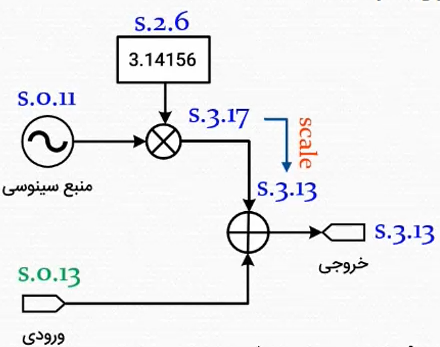 s.2.6
3.14156
s.0.11
s.3.17
scale
منبع سینوسی
s.3.13
s.3.13
خروجی
s.0.13
ورودی